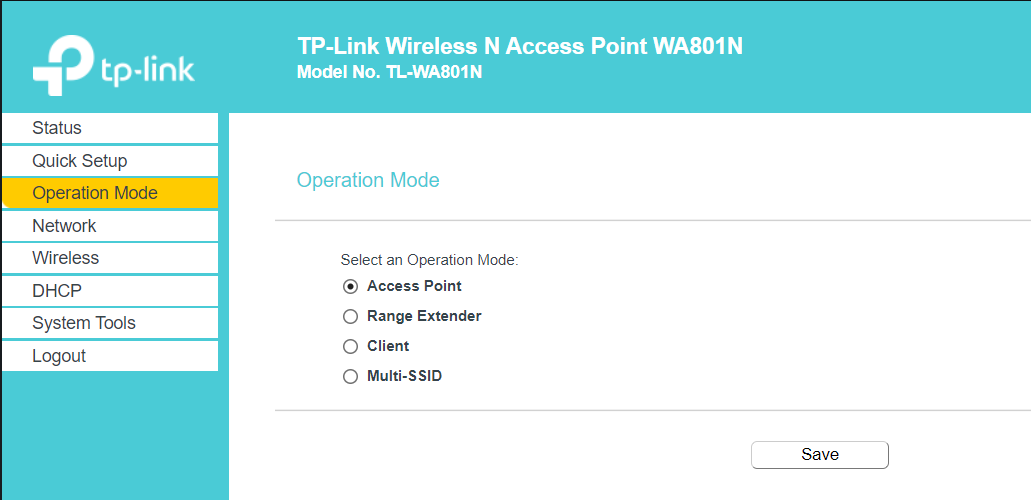 tp-link
TP-Link Wireless N Access Point WA801N
Model No. TL-WA801N
Status
Quick Setup
Operation Mode
Network
Wireless
DHCP
System Tools
Logout
Operation Mode
Select an Operation Mode:
Access Point
Range Extender
Client
Multi-SSID
Save